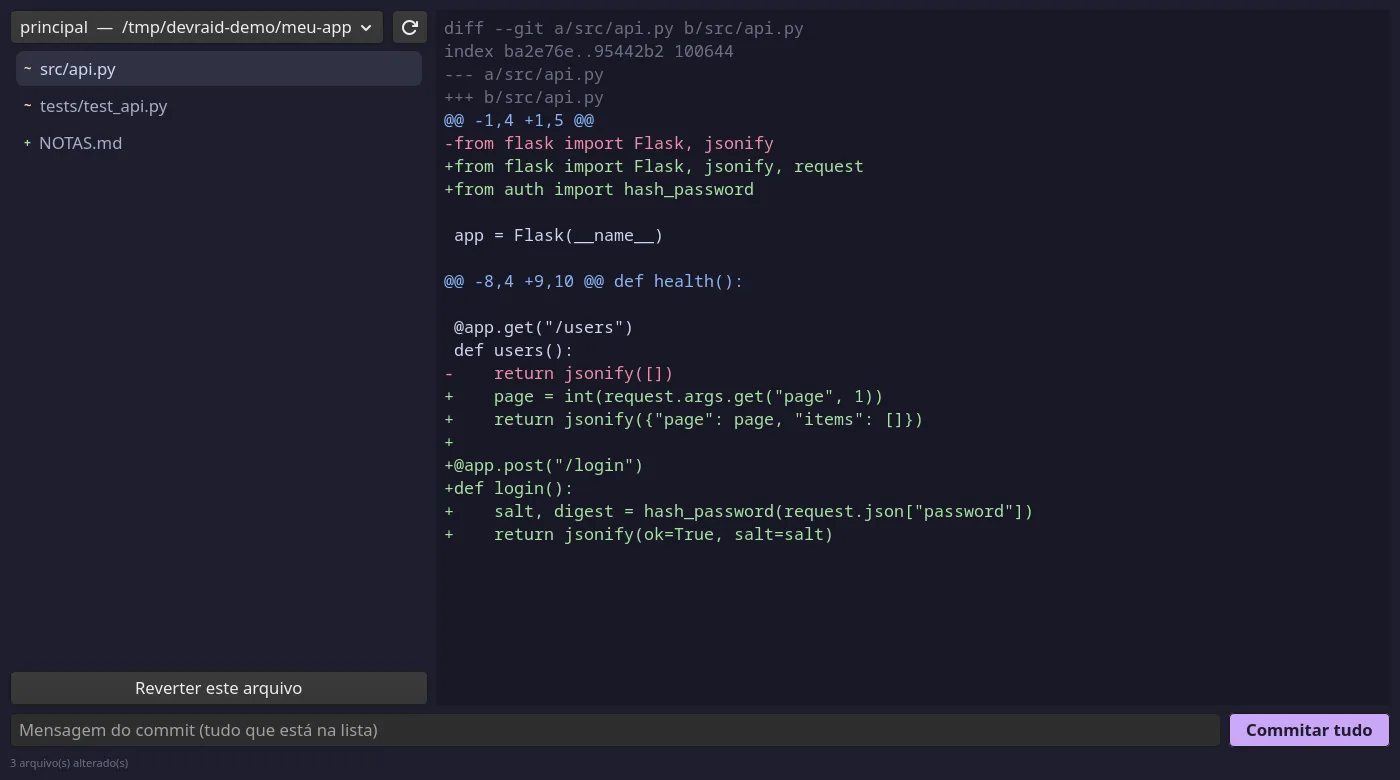 principal — /tmp/devraid-demo/meu-app
~ src/api.py
~ tests/test_api.py
+ NOTAS.md
Reverter este arquivo
diff --git a/src/api.py b/src/api.py
index ba2e76e..95442b2 100644
--- a/src/api.py
+++ b/src/api.py
@@ -1,4 +1,5 @@
-from flask import Flask, jsonify
+from flask import Flask, jsonify, request
+from auth import hash_password

 app = Flask(__name__)

@@ -8,4 +9,10 @@ def health():

 @app.get("/users")
 def users():
-    return jsonify([])
+    page = int(request.args.get("page", 1))
+    return jsonify({"page": page, "items": []})
+
+@app.post("/login")
+def login():
+    salt, digest = hash_password(request.json["password"])
+    return jsonify(ok=True, salt=salt)
Mensagem do commit (tudo que está na lista)
Commitar tudo
3 arquivo(s) alterado(s)